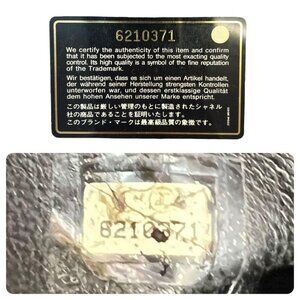 6210371
We certify the authenticity of this item and confirm
that it has been subjected to the most exacting quality
control. Its high quality is a symbol of the fine reputation
of the Trademark.
Wir bestätigen, dass es sich um einen Artikel handelt,
der während seiner Herstellung strengsten Kontrollen
unterworfen war, und dessen erstklassige Qualität
dem hohen Ansehen unserer Marke entspricht.
この製品は厳しい管理のもとに製造されたシャネル
社の商品であることを証明いたします。
このブランド・マークは最高級品質の象徴です。
6210371